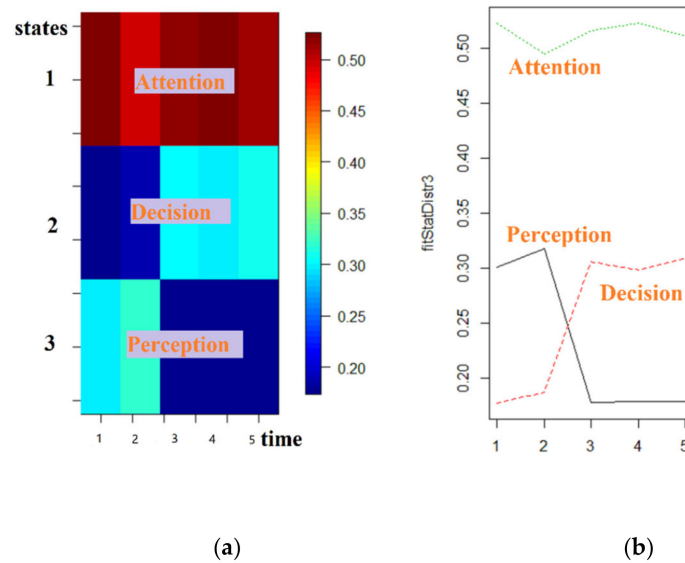 states
1
2
3
Attention
Decision
Perception
1 2 3 4 5 time
0.50
0.45
0.40
0.35
0.30
0.25
0.20
fitStatDistr3
0.50
0.45
0.40
0.35
0.30
0.25
0.20
Attention
Perception
Decision
1 2 3 4 5
(a)
(b)